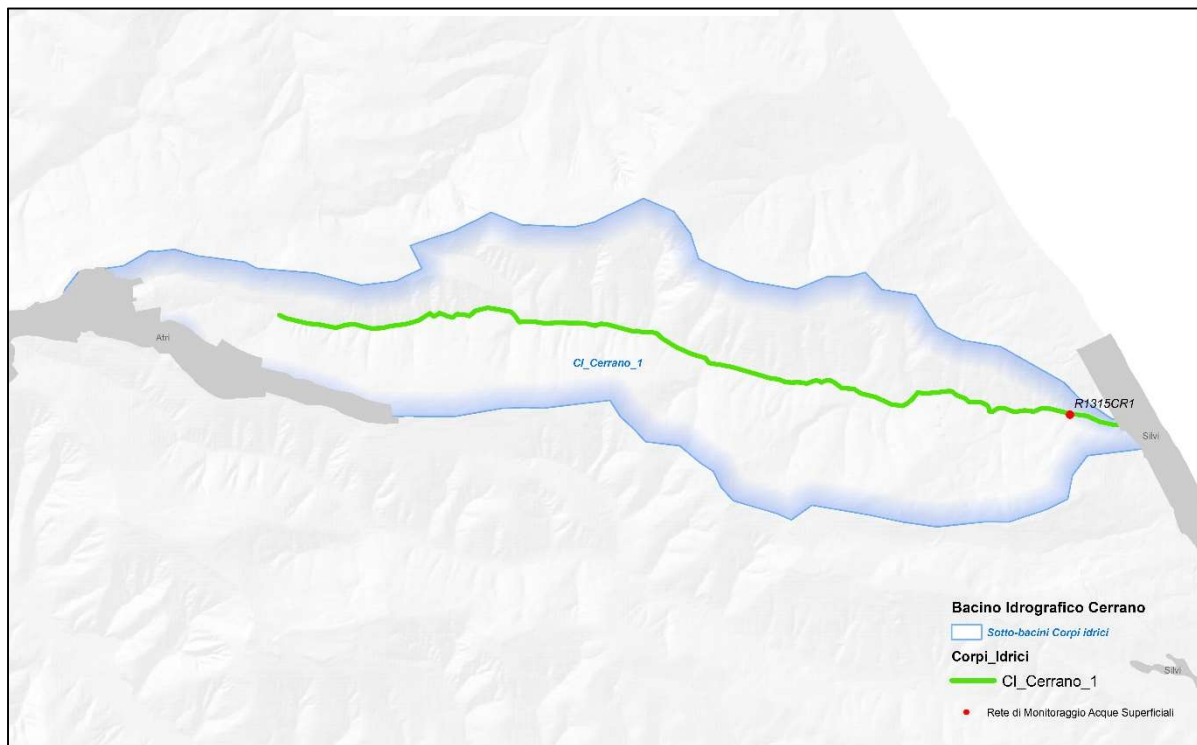 Atri
CI_Cerrano_1
R1315CR1
Silvi
Bacino Idrografico Cerrano
Sotto-bacini Corpi idrici
Corpi_Idrici
CI_Cerrano_1
Silvi
Rete di Monitoraggio Acque Superficiali